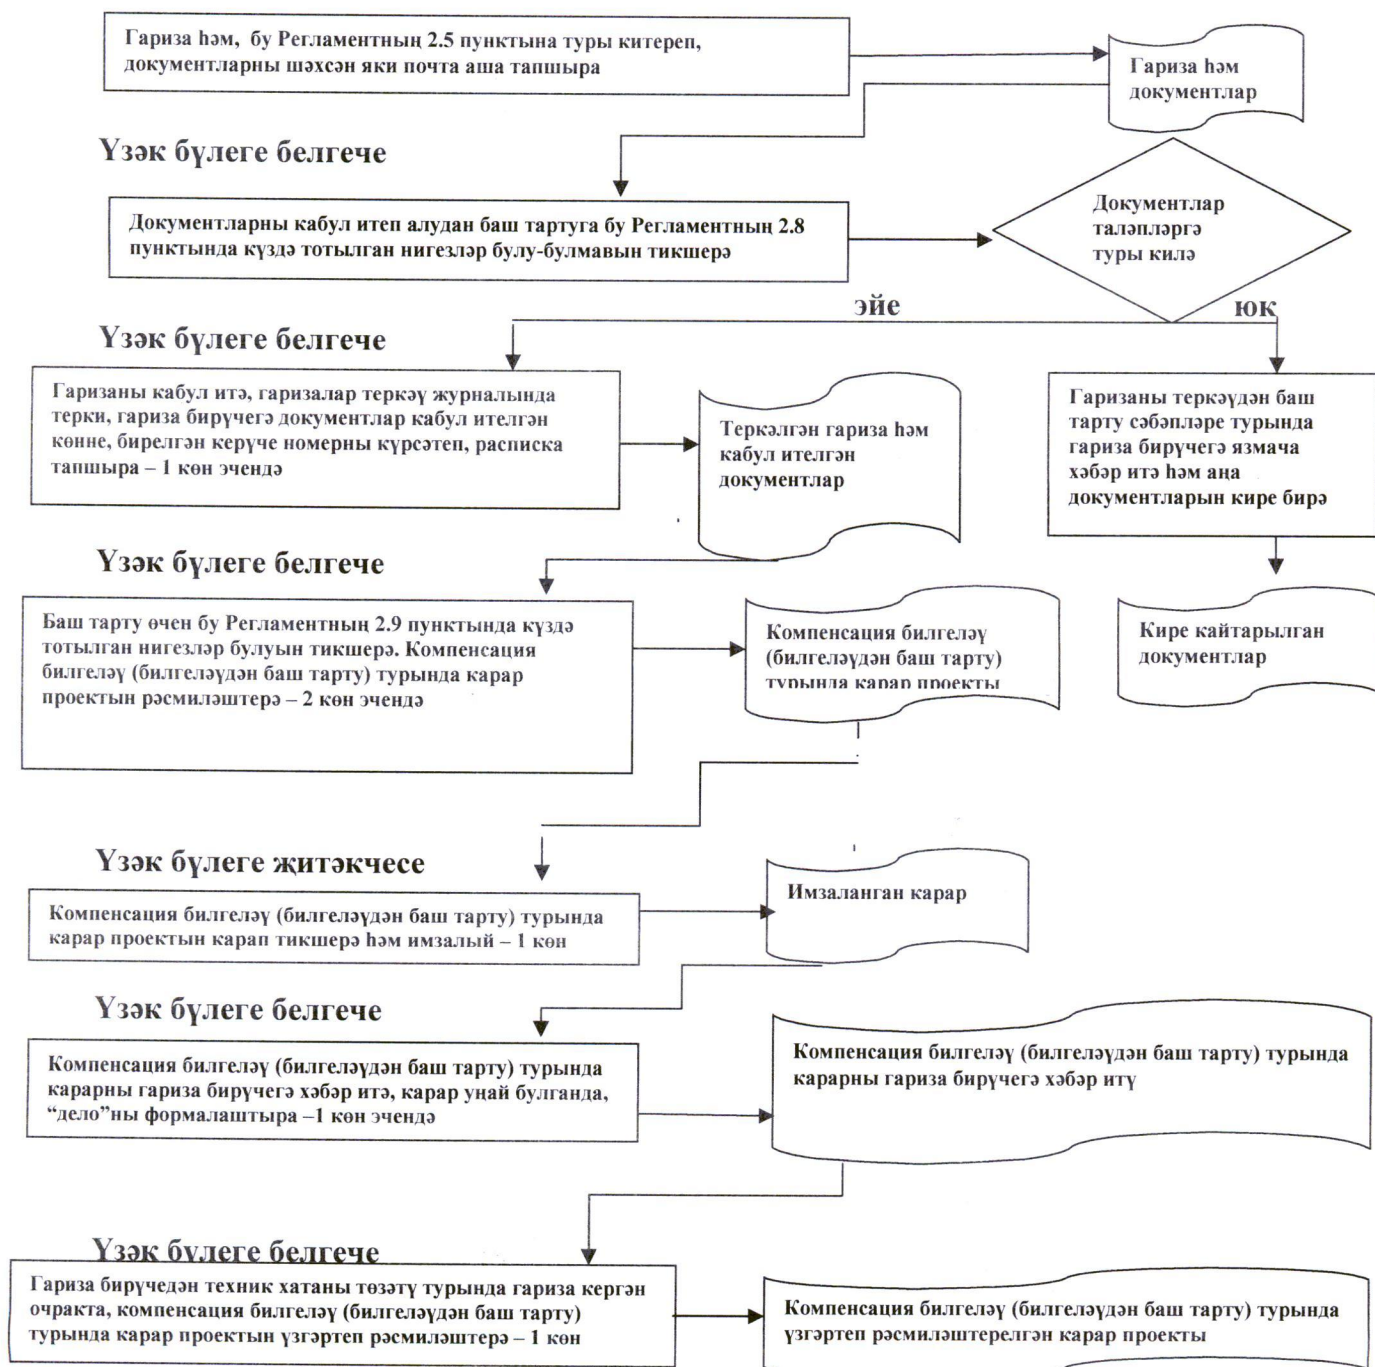 Гариза һәм, бу Регламентның 2.5 пунктына туры китереп,
документларны шәхсән яки почта аша тапшыра
Гариза һәм
документлар
Үзәк бүлеге белгече
Документларны кабул итеп алудан баш тартуга бу Регламентның 2.8
пунктында күздә тотылган нигезләр булу-булмавын тикшерә
Документлар
таләпләргә
туры килә
эйе
юк
Үзәк бүлеге белгече
Гаризаны кабул итә, гаризалар теркәү журналында
терки, гариза бирүчегә документлар кабул ителгән
көнне, бирелгән керүче номерны күрсәтеп, расписка
тапшыра – 1 көн эчендә
Теркәлгән гариза һәм
кабул ителгән
документлар
Гаризаны теркәүдән баш
тарту сәбәпләре турында
гариза бирүчегә язмача
хәбәр итә һәм аңа
документларын кире бирә
Үзәк бүлеге белгече
Баш тарту өчен бу Регламентның 2.9 пунктында күздә
тотылган нигезләр булуын тикшерә. Компенсация
билгеләү (билгеләүдән баш тарту) турында карар
проектын рәсмиләштерә – 2 көн эчендә
Компенсация билгеләү
(билгеләүдән баш тарту)
турында карар проекты
Кире кайтарылган
документлар
Үзәк бүлеге җитәкчесе
Компенсация билгеләү (билгеләүдән баш тарту) турында
карар проектын карап тикшерә һәм имзалый – 1 көн
Имзаланган карар
Үзәк бүлеге белгече
Компенсация билгеләү (билгеләүдән баш тарту) турында
карарны гариза бирүчегә хәбәр итә, карар уңай булганда,
“дело”ны формалаштыра –1 көн эчендә
Компенсация билгеләү (билгеләүдән баш тарту) турында
карарны гариза бирүчегә хәбәр итү
Үзәк бүлеге белгече
Гариза бирүчедән техник хатаны төзәтү турында гариза кергән
очракта, компенсация билгеләү (билгеләүдән баш тарту)
турында карар проектын үзгәртеп рәсмиләштерә – 1 көн
Компенсация билгеләү (билгеләүдән баш тарту) турында
үзгәртеп рәсмиләштерелгән карар проекты